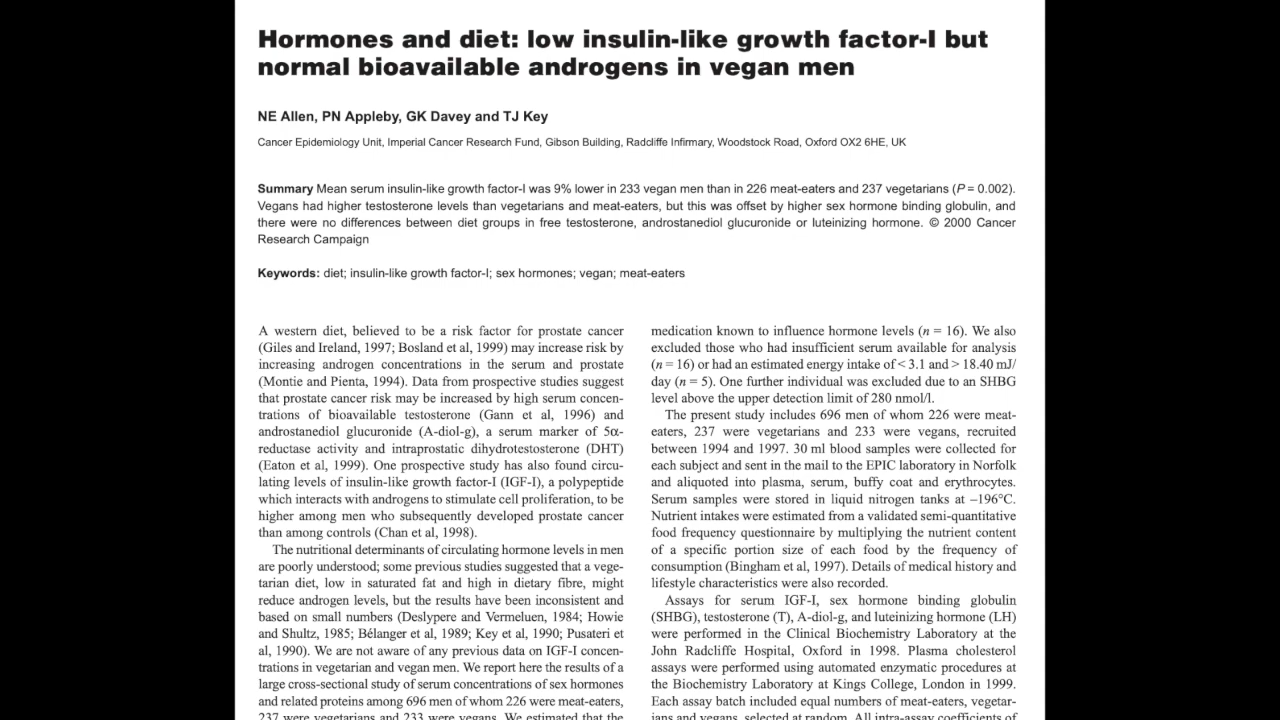 Hormones and diet: low insulin-like growth factor-I but
normal bioavailable androgens in vegan men
NE Allen, PN Appleby, GK Davey and TJ Key
Cancer Epidemiology Unit, Imperial Cancer Research Fund, Gibson Building, Radcliffe Infirmary, Woodstock Road, Oxford OX2 6HE, UK
Summary Mean serum insulin-like growth factor-I was 9% lower in 233 vegan men than in 226 meat-eaters and 237 vegetarians (P = 0.002).
Vegans had higher testosterone levels than vegetarians and meat-eaters, but this was offset by higher sex hormone binding globulin, and
there were no differences between diet groups in free testosterone, androstanediol glucuronide or luteinizing hormone. © 2000 Cancer
Research Campaign
Keywords: diet; insulin-like growth factor-I; sex hormones; vegan; meat-eaters
A western diet, believed to be a risk factor for prostate cancer
(Giles and Ireland, 1997; Bosland et al, 1999) may increase risk by
increasing androgen concentrations in the serum and prostate
(Montie and Pienta, 1994). Data from prospective studies suggest
that prostate cancer risk may be increased by high serum concen-
trations of bioavailable testosterone (Gann et al, 1996) and
androstanediol glucuronide (A-diol-g), a serum marker of 5α-
reductase activity and intraprostatic dihydrotestosterone (DHT)
(Eaton et al, 1999). One prospective study has also found circu-
lating levels of insulin-like growth factor-I (IGF-I), a polypeptide
which interacts with androgens to stimulate cell proliferation, to be
higher among men who subsequently developed prostate cancer
than among controls (Chan et al, 1998).
The nutritional determinants of circulating hormone levels in men
are poorly understood; some previous studies suggested that a vege-
tarian diet, low in saturated fat and high in dietary fibre, might
reduce androgen levels, but the results have been inconsistent and
based on small numbers (Deslypere and Vermeluen, 1984; Howie
and Shultz, 1985; Bélanger et al, 1989; Key et al, 1990; Pusateri et
al, 1990). We are not aware of any previous data on IGF-I concen-
trations in vegetarian and vegan men. We report here the results of a
large cross-sectional study of serum concentrations of sex hormones
and related proteins among 696 men of whom 226 were meat-eaters,
237 were vegetarians and 233 were vegans. We estimated that the
medication known to influence hormone levels (n = 16). We also
excluded those who had insufficient serum available for analysis
(n = 16) or had an estimated energy intake of < 3.1 and > 18.40 mJ/
day (n = 5). One further individual was excluded due to an SHBG
level above the upper detection limit of 280 nmol/l.
The present study includes 696 men of whom 226 were meat-
eaters, 237 were vegetarians and 233 were vegans, recruited
between 1994 and 1997. 30 ml blood samples were collected for
each subject and sent in the mail to the EPIC laboratory in Norfolk
and aliquoted into plasma, serum, buffy coat and erythrocytes.
Serum samples were stored in liquid nitrogen tanks at –196°C.
Nutrient intakes were estimated from a validated semi-quantitative
food frequency questionnaire by multiplying the nutrient content
of a specific portion size of each food by the frequency of
consumption (Bingham et al, 1997). Details of medical history and
lifestyle characteristics were also recorded.
Assays for serum IGF-I, sex hormone binding globulin
(SHBG), testosterone (T), A-diol-g, and luteinizing hormone (LH)
were performed in the Clinical Biochemistry Laboratory at the
John Radcliffe Hospital, Oxford in 1998. Plasma cholesterol
assays were performed using automated enzymatic procedures at
the Biochemistry Laboratory at Kings College, London in 1999.
Each assay batch included equal numbers of meat-eaters, vegetar-
ians and vegans, selected at random. All intra-assay coefficients of